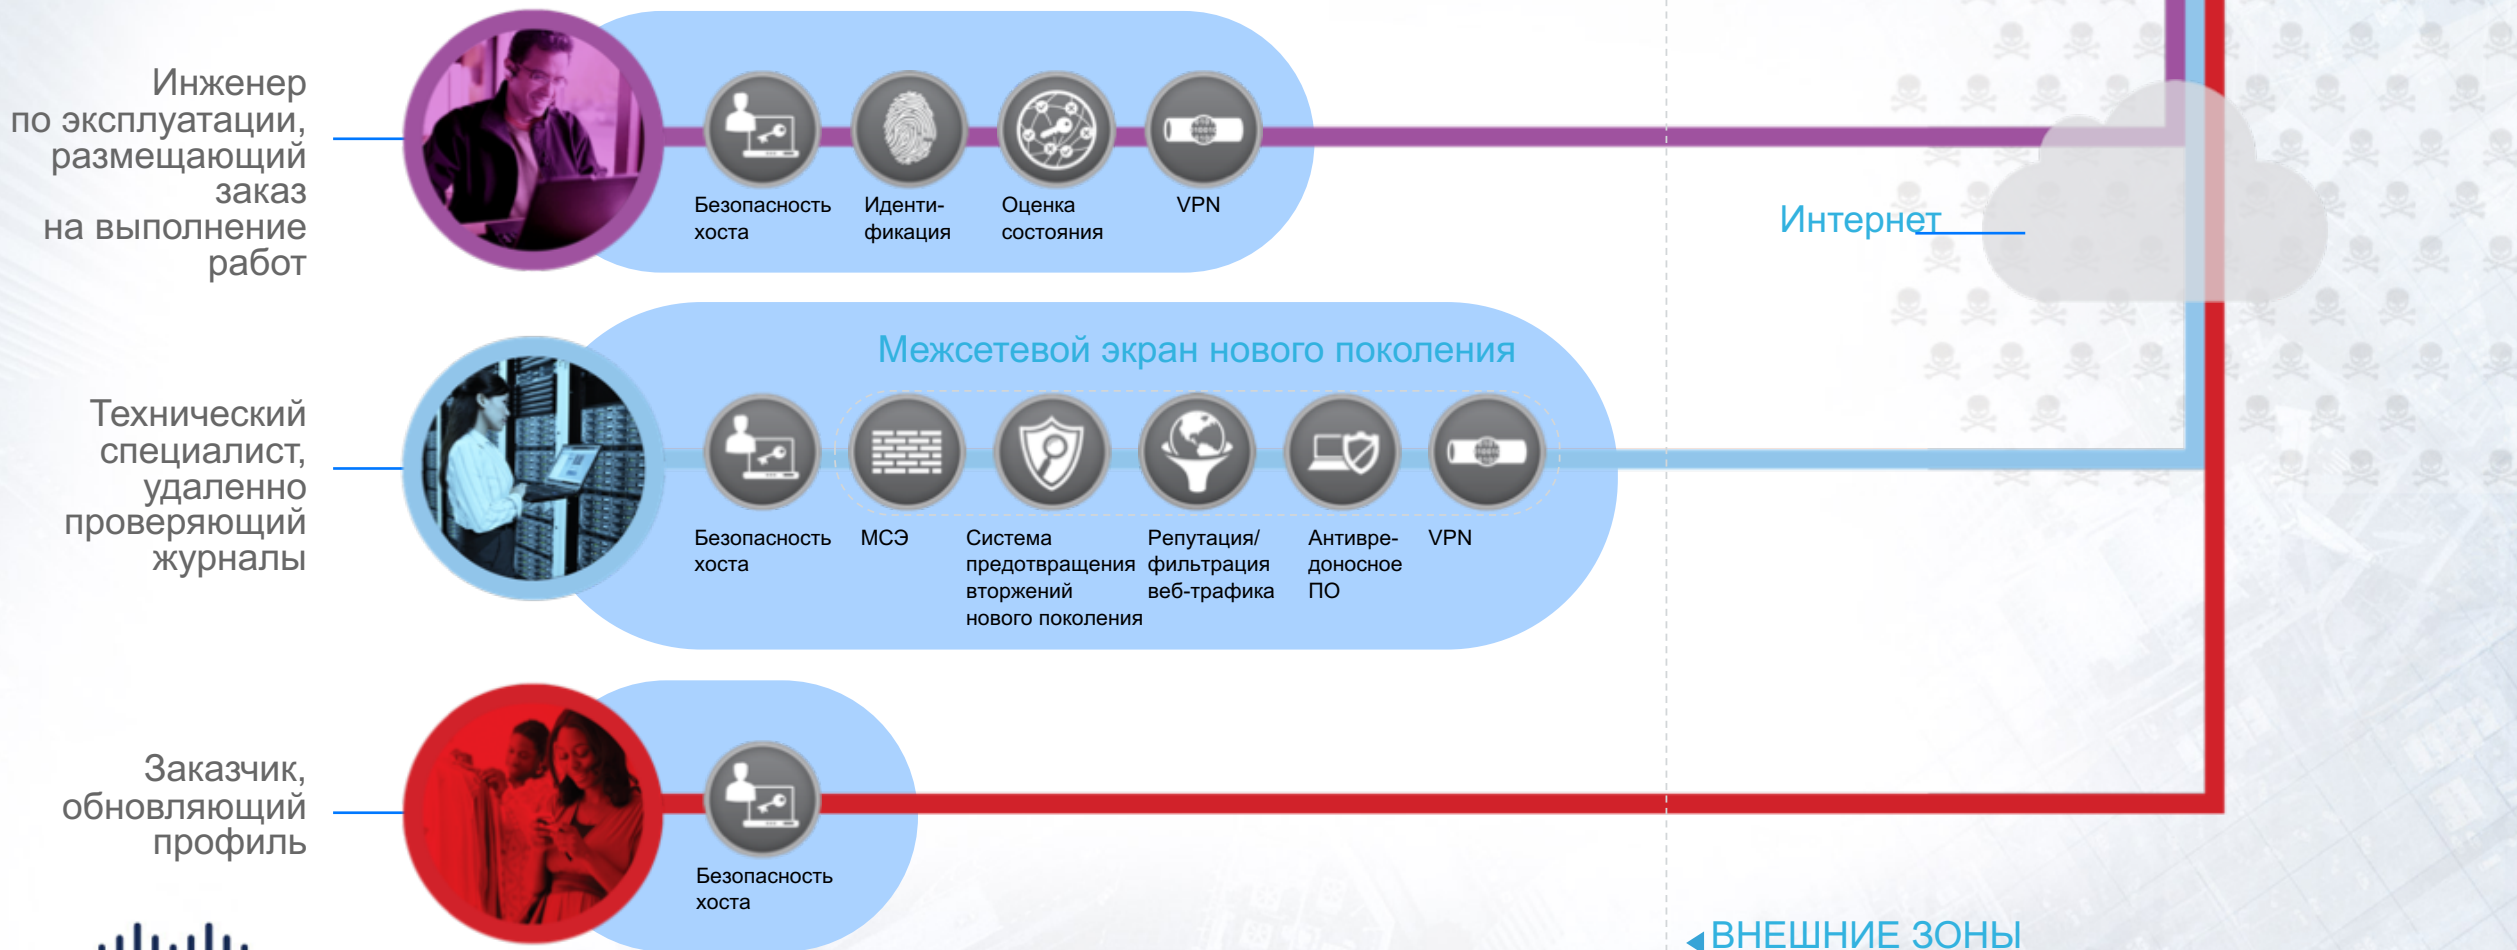 Инженер
по эксплуатации,
размещающий
заказ
на выполнение
работ
Безопасность
хоста
Иденти-
фикация
Оценка
состояния
VPN
Интернет
Технический
специалист,
удаленно
проверяющий
журналы
Межсетевой экран нового поколения
Безопасность
хоста
МСЭ
Система
предотвращения
вторжений
нового поколения
Репутация/
фильтрация
веб-трафика
Антивре-
доносное
ПО
VPN
Заказчик,
обновляющий
профиль
Безопасность
хоста
ВНЕШНИЕ ЗОНЫ